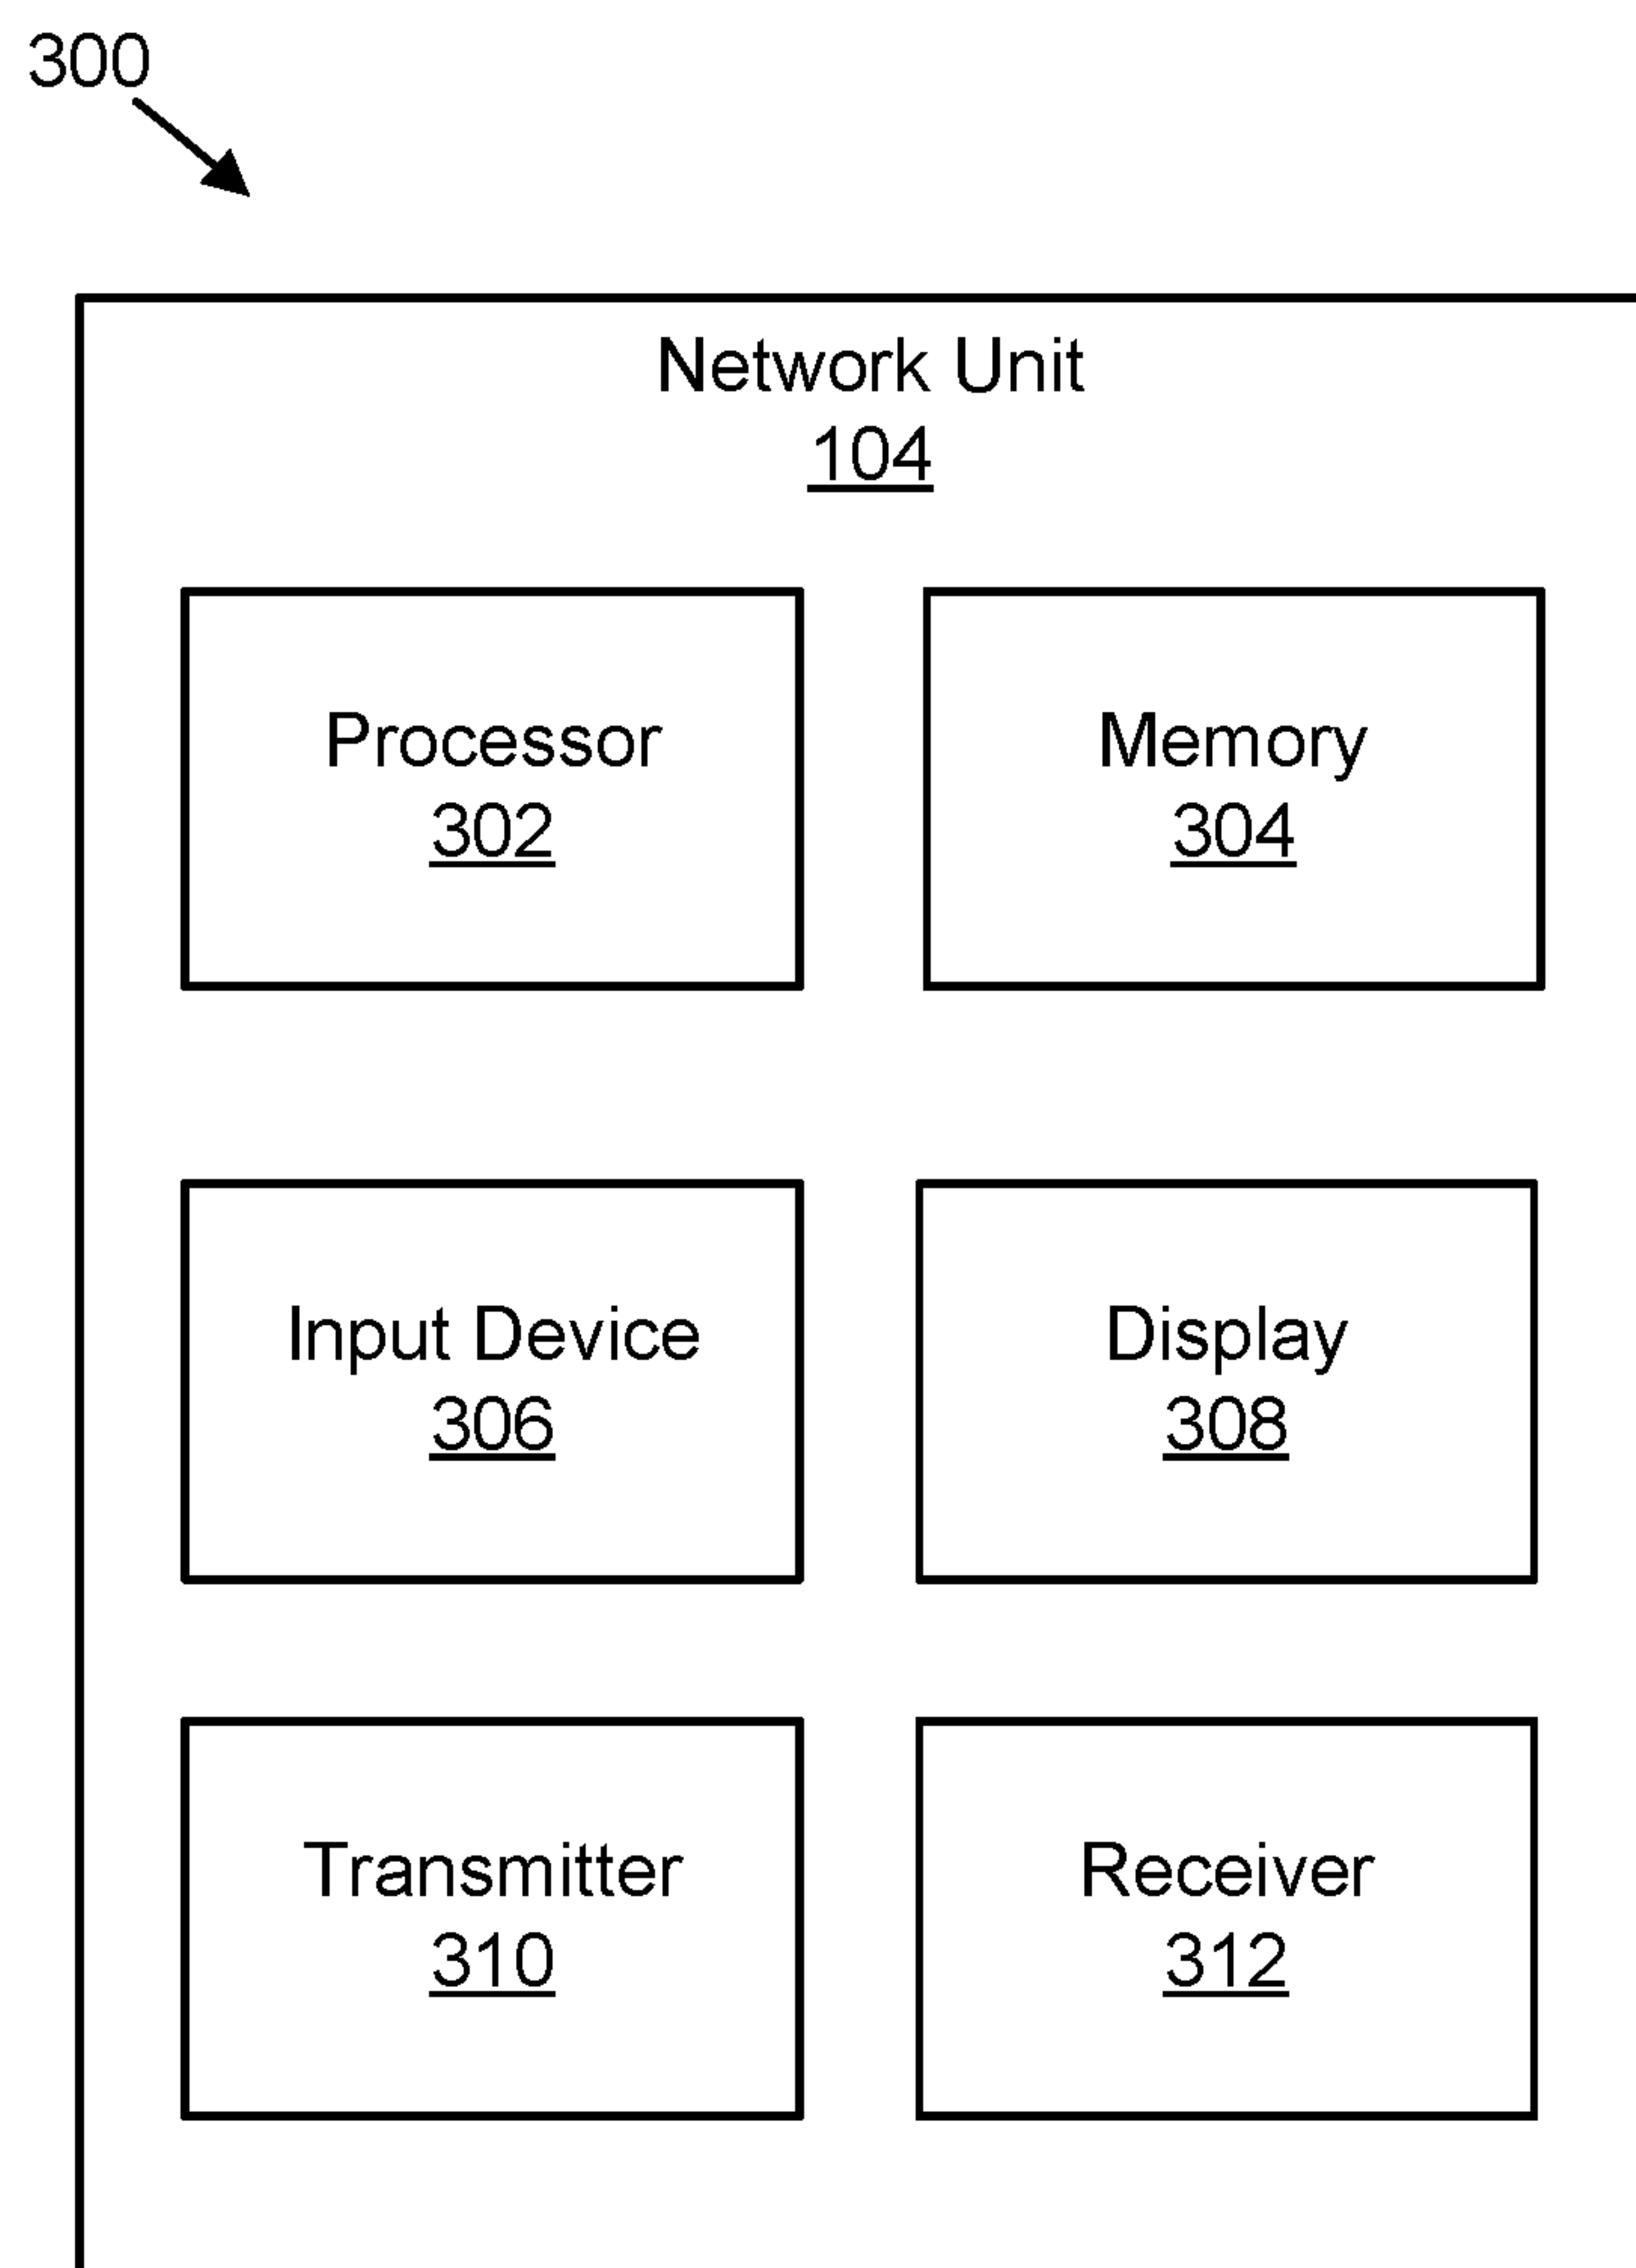 300
Network Unit
104
Processor
302
Memory
304
Input Device
306
Display
308
Transmitter
310
Receiver
312